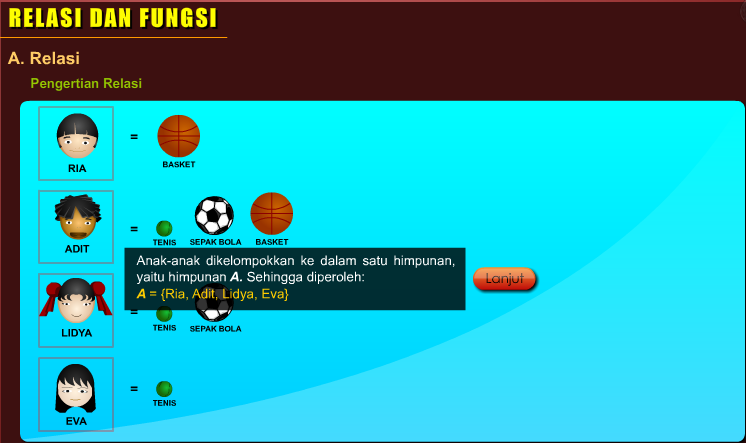 RELASI DAN FUNGSI
A. Relasi
Pengertian Relasi
RIA
=
BASKET
ADIT
=
TENIS
SEPAK BOLA
BASKET
Anak-anak dikelompokkan ke dalam satu himpunan,
yaitu himpunan A. Sehingga diperoleh:
A = {Ria, Adit, Lidya, Eva}
Lanjut
LIDYA
=
TENIS
SEPAK BOLA
EVA
=
TENIS